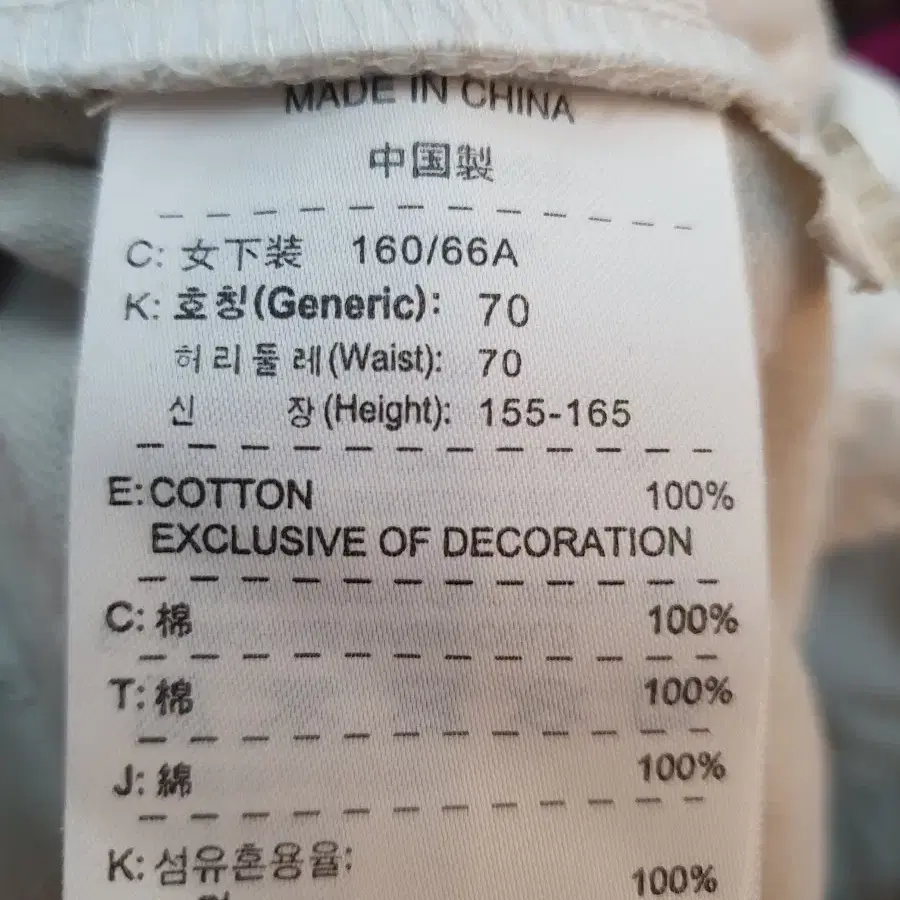 MADE IN CHINA
中国製
C: 女下装 160/66A
K: 호칭(Generic): 70
허리둘레(Waist): 70
신 장(Height): 155-165
E: COTTON 100%
EXCLUSIVE OF DECORATION
C: 棉 100%
T: 棉 100%
J: 綿 100%
K: 섬유혼용율:
100%